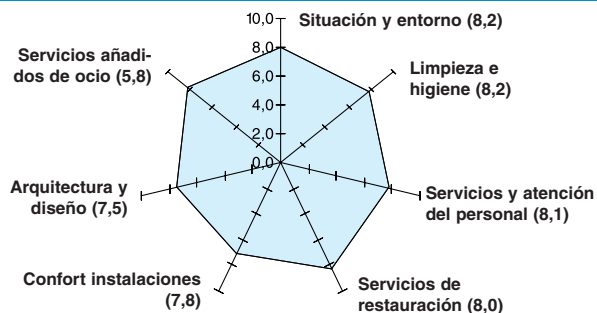 10,0
Situación y entorno (8,2)
8,0
6,0
4,0
2,0
0,0
Limpieza e
higiene (8,2)
Servicios y atención
del personal (8,1)
Servicios de
restauración (8,0)
Confort instalaciones
(7,8)
Arquitectura y
diseño (7,5)
Servicios añadi-
dos de ocio (5,8)